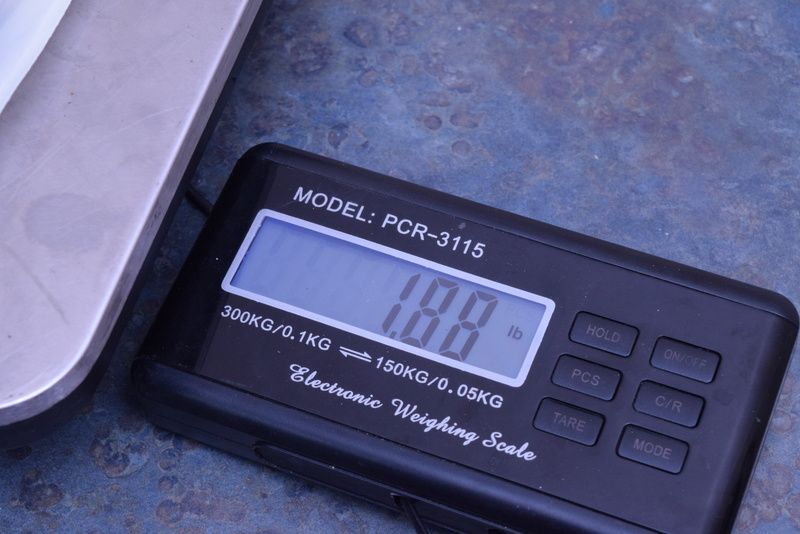 MODEL: PCR-3115
1.88 lb
300KG/0.1KG ⇌ 150KG/0.05KG
Electronic Weighing Scale
HOLD
ON/OFF
PCS
C/R
TARE
MODE